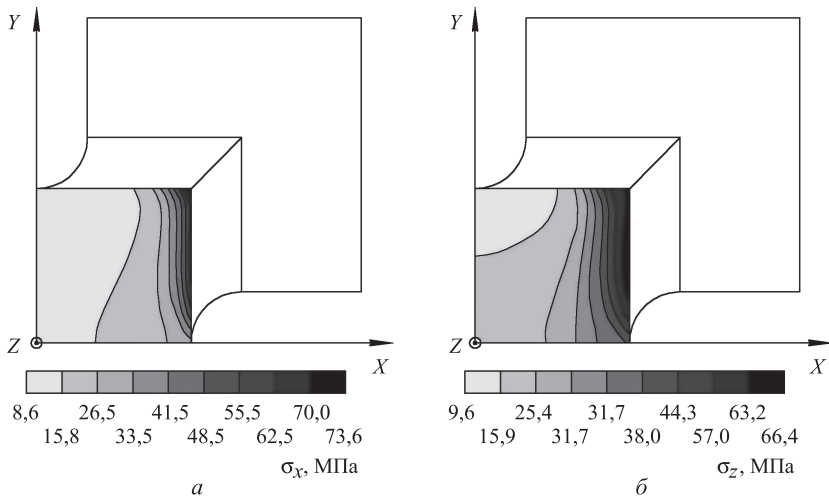 Y
Z
X
8,6 26,5 41,5 55,5 70,0
15,8 33,5 48,5 62,5 73,6
σx, МПа
а
Y
Z
X
9,6 25,4 31,7 44,3 63,2
15,9 31,7 38,0 57,0 66,4
σz, МПа
б